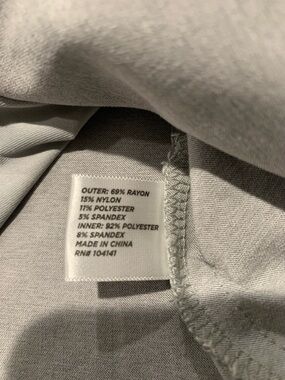 OUTER: 69% RAYON
15% NYLON
11% POLYESTER
5% SPANDEX
INNER: 92% POLYESTER
8% SPANDEX
MADE IN CHINA
RN# 104141